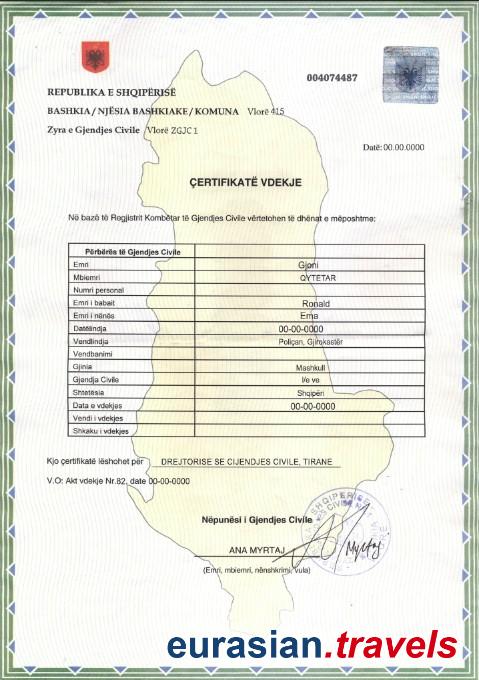 004074487
REPUBLIKA E SHQIPËRISË
BASHKIA / NJËSIA BASHKIAKE / KOMUNA Vlorë 415
Zyra e Gjendjes Civile Vlorë ZGJC 1
Datë: 00.00.0000
ÇERTIFIKATË VDEKJE
Në bazë të Regjistrit Kombëtar të Gjendjes Civile vërtetohen të dhënat e mëposhtme:
Përbërës të Gjendjes Civile
Emri Gjoni
Mbiemri QYTETAR
Numri personal
Emri i babait Ronald
Emri i nënës Ema
Datëlindja 00-00-0000
Vendlindja Poliçan, Gjirokastër
Vendbanimi
Gjinia Mashkull
Gjendja Civile I/e ve
Shtetësia Shqipëri
Data e vdekjes 00-00-0000
Vendi i vdekjes
Shkaku i vdekjes
Kjo çertifikatë lëshohet për DREJTORISE SE CIJENDJES CIVILE, TIRANE
V.O: Akt vdekje Nr.82, date 00-00-0000
Nëpunësi i Gjendjes Civile
ANA MYRTAJ
Myrtaj
(Emri, mbiemri, nënshkrimi, vula)
eurasian.travels